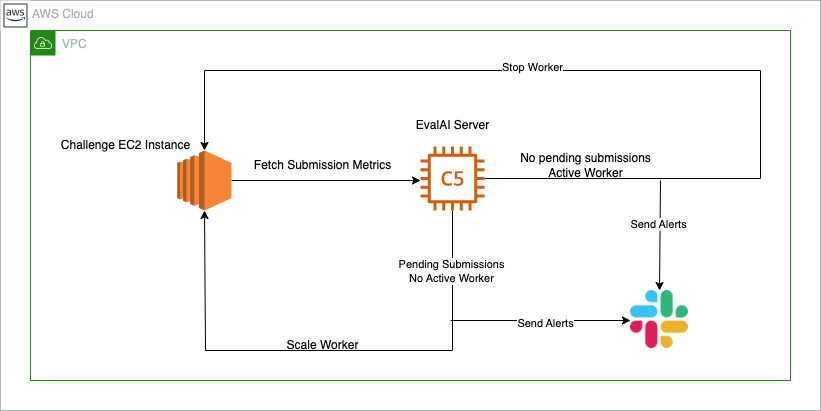 aws
AWS Cloud
VPC
Stop Worker
EvalAI Server
Challenge EC2 Instance
Fetch Submission Metrics
C5
No pending submissions
Active Worker
Send Alerts
Pending Submissions
No Active Worker
Send Alerts
Scale Worker